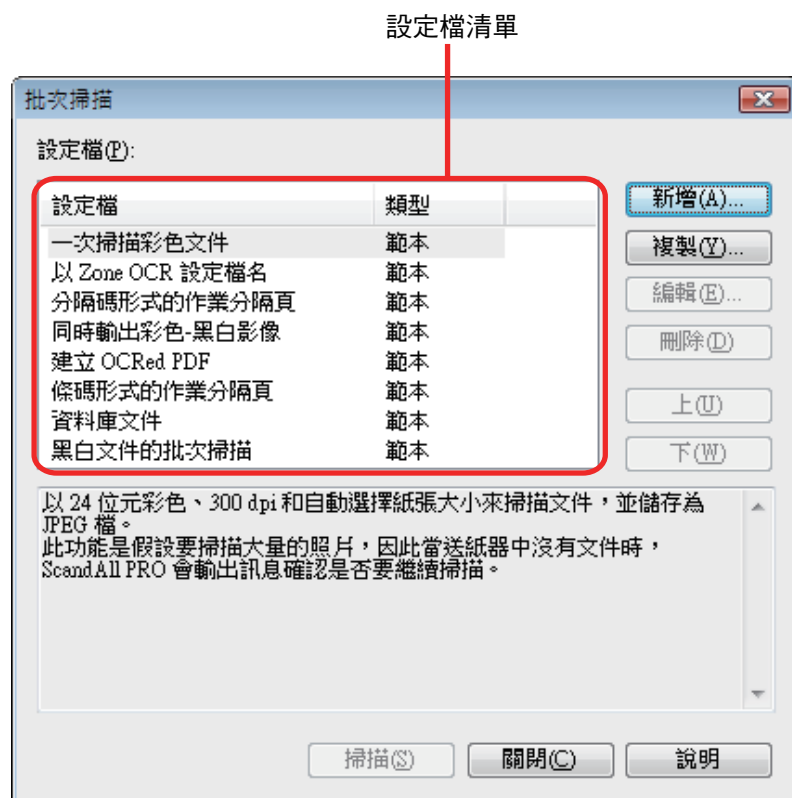 設定檔清單
批次掃描
設定檔(P):
設定檔 類型
一次掃描彩色文件 範本
以 Zone OCR 設定檔名 範本
分隔碼形式的作業分隔頁 範本
同時輸出彩色-黑白影像 範本
建立 OCRed PDF 範本
條碼形式的作業分隔頁 範本
資料庫文件 範本
黑白文件的批次掃描 範本
新增(A)...
複製(Y)...
編輯(E)...
刪除(D)
上(U)
下(W)
以 24 位元彩色、300 dpi 和自動選擇紙張大小來掃描文件，並儲存為
JPEG 檔。
此功能是假設要掃描大量的照片，因此當送紙器中沒有文件時，
ScandAll PRO 會輸出訊息確認是否要繼續掃描。
掃描(S) 關閉(C) 說明